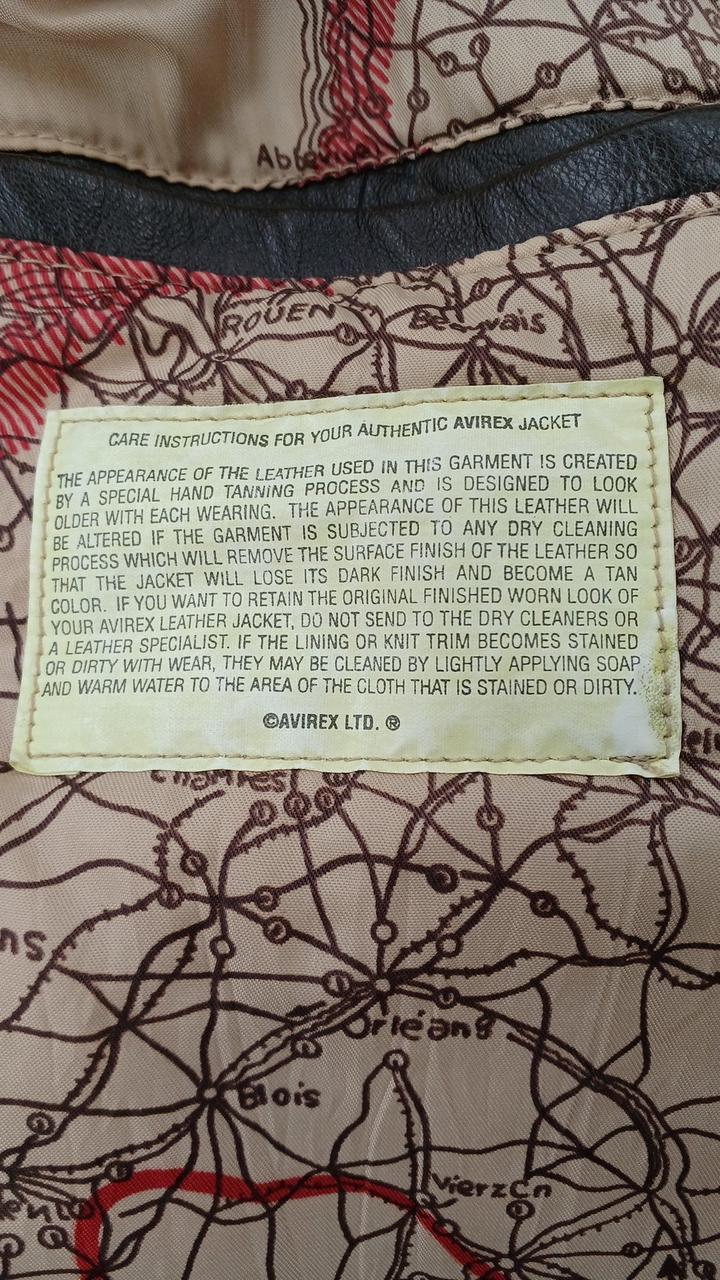 Abbeville
ROUEN
Beauvais
CARE INSTRUCTIONS FOR YOUR AUTHENTIC AVIREX JACKET
THE APPEARANCE OF THE LEATHER USED IN THIS GARMENT IS CREATED
BY A SPECIAL HAND TANNING PROCESS AND IS DESIGNED TO LOOK
OLDER WITH EACH WEARING. THE APPEARANCE OF THIS LEATHER WILL
BE ALTERED IF THE GARMENT IS SUBJECTED TO ANY DRY CLEANING
PROCESS WHICH WILL REMOVE THE SURFACE FINISH OF THE LEATHER SO
THAT THE JACKET WILL LOSE ITS DARK FINISH AND BECOME A TAN
COLOR. IF YOU WANT TO RETAIN THE ORIGINAL FINISHED WORN LOOK OF
YOUR AVIREX LEATHER JACKET, DO NOT SEND TO THE DRY CLEANERS OR
A LEATHER SPECIALIST. IF THE LINING OR KNIT TRIM BECOMES STAINED
OR DIRTY WITH WEAR, THEY MAY BE CLEANED BY LIGHTLY APPLYING SOAP
AND WARM WATER TO THE AREA OF THE CLOTH THAT IS STAINED OR DIRTY.
©AVIREX LTD. ®
Chartres
ns
Orléans
Blois
Vierzon